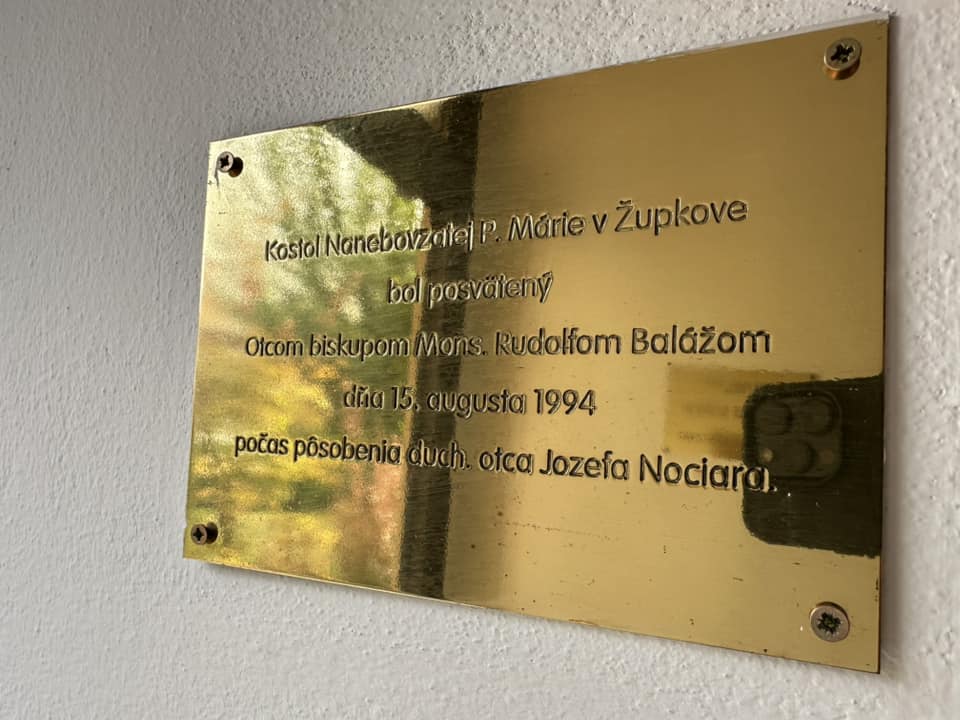 Kostol Nanebovzatej P. Márie v Župkove
bol posvätený
Otcom biskupom Mons. Rudolfom Balážom
dňa 15. augusta 1994
počas pôsobenia duch. otca Jozefa Nociara.